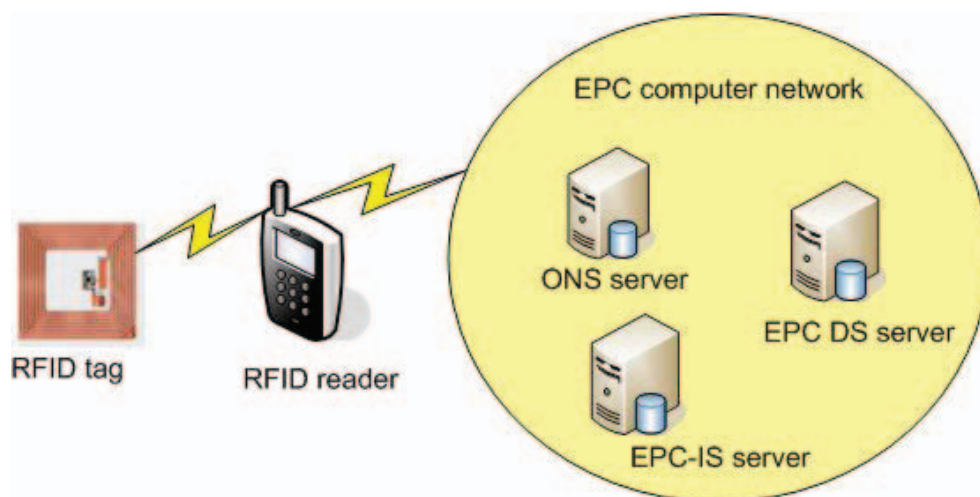 EPC computer network
ONS server
EPC DS server
RFID tag
RFID reader
EPC-IS server